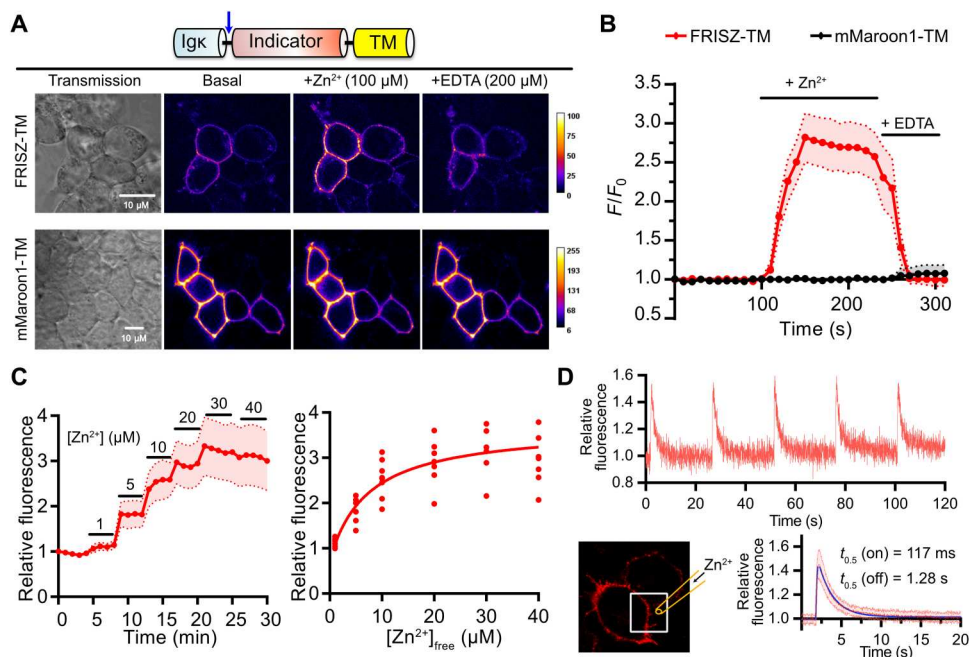 A
Igκ
Indicator
TM
Transmission
Basal
+Zn²⁺ (100 μM)
+EDTA (200 μM)
FRISZ-TM
10 μM
100
75
50
25
0
mMaroon1-TM
10 μM
255
193
131
68
6
B
FRISZ-TM
mMaroon1-TM
+ Zn²⁺
+ EDTA
F/F₀
3.5
3.0
2.5
2.0
1.5
1.0
0.5
100
200
300
Time (s)
C
Relative fluorescence
4
3
2
1
0
[Zn²⁺] (μM)
1
5
10
20
30
40
0
5
10
15
20
25
30
Time (min)
Relative fluorescence
4
3
2
1
0
0
10
20
30
40
[Zn²⁺]free (μM)
D
Relative
fluorescence
1.6
1.4
1.2
1.0
0.8
0
20
40
60
80
100
120
Time (s)
Zn²⁺
Relative
fluorescence
1.6
1.4
1.2
1.0
t₀.₅ (on) = 117 ms
t₀.₅ (off) = 1.28 s
5
10
15
20
Time (s)